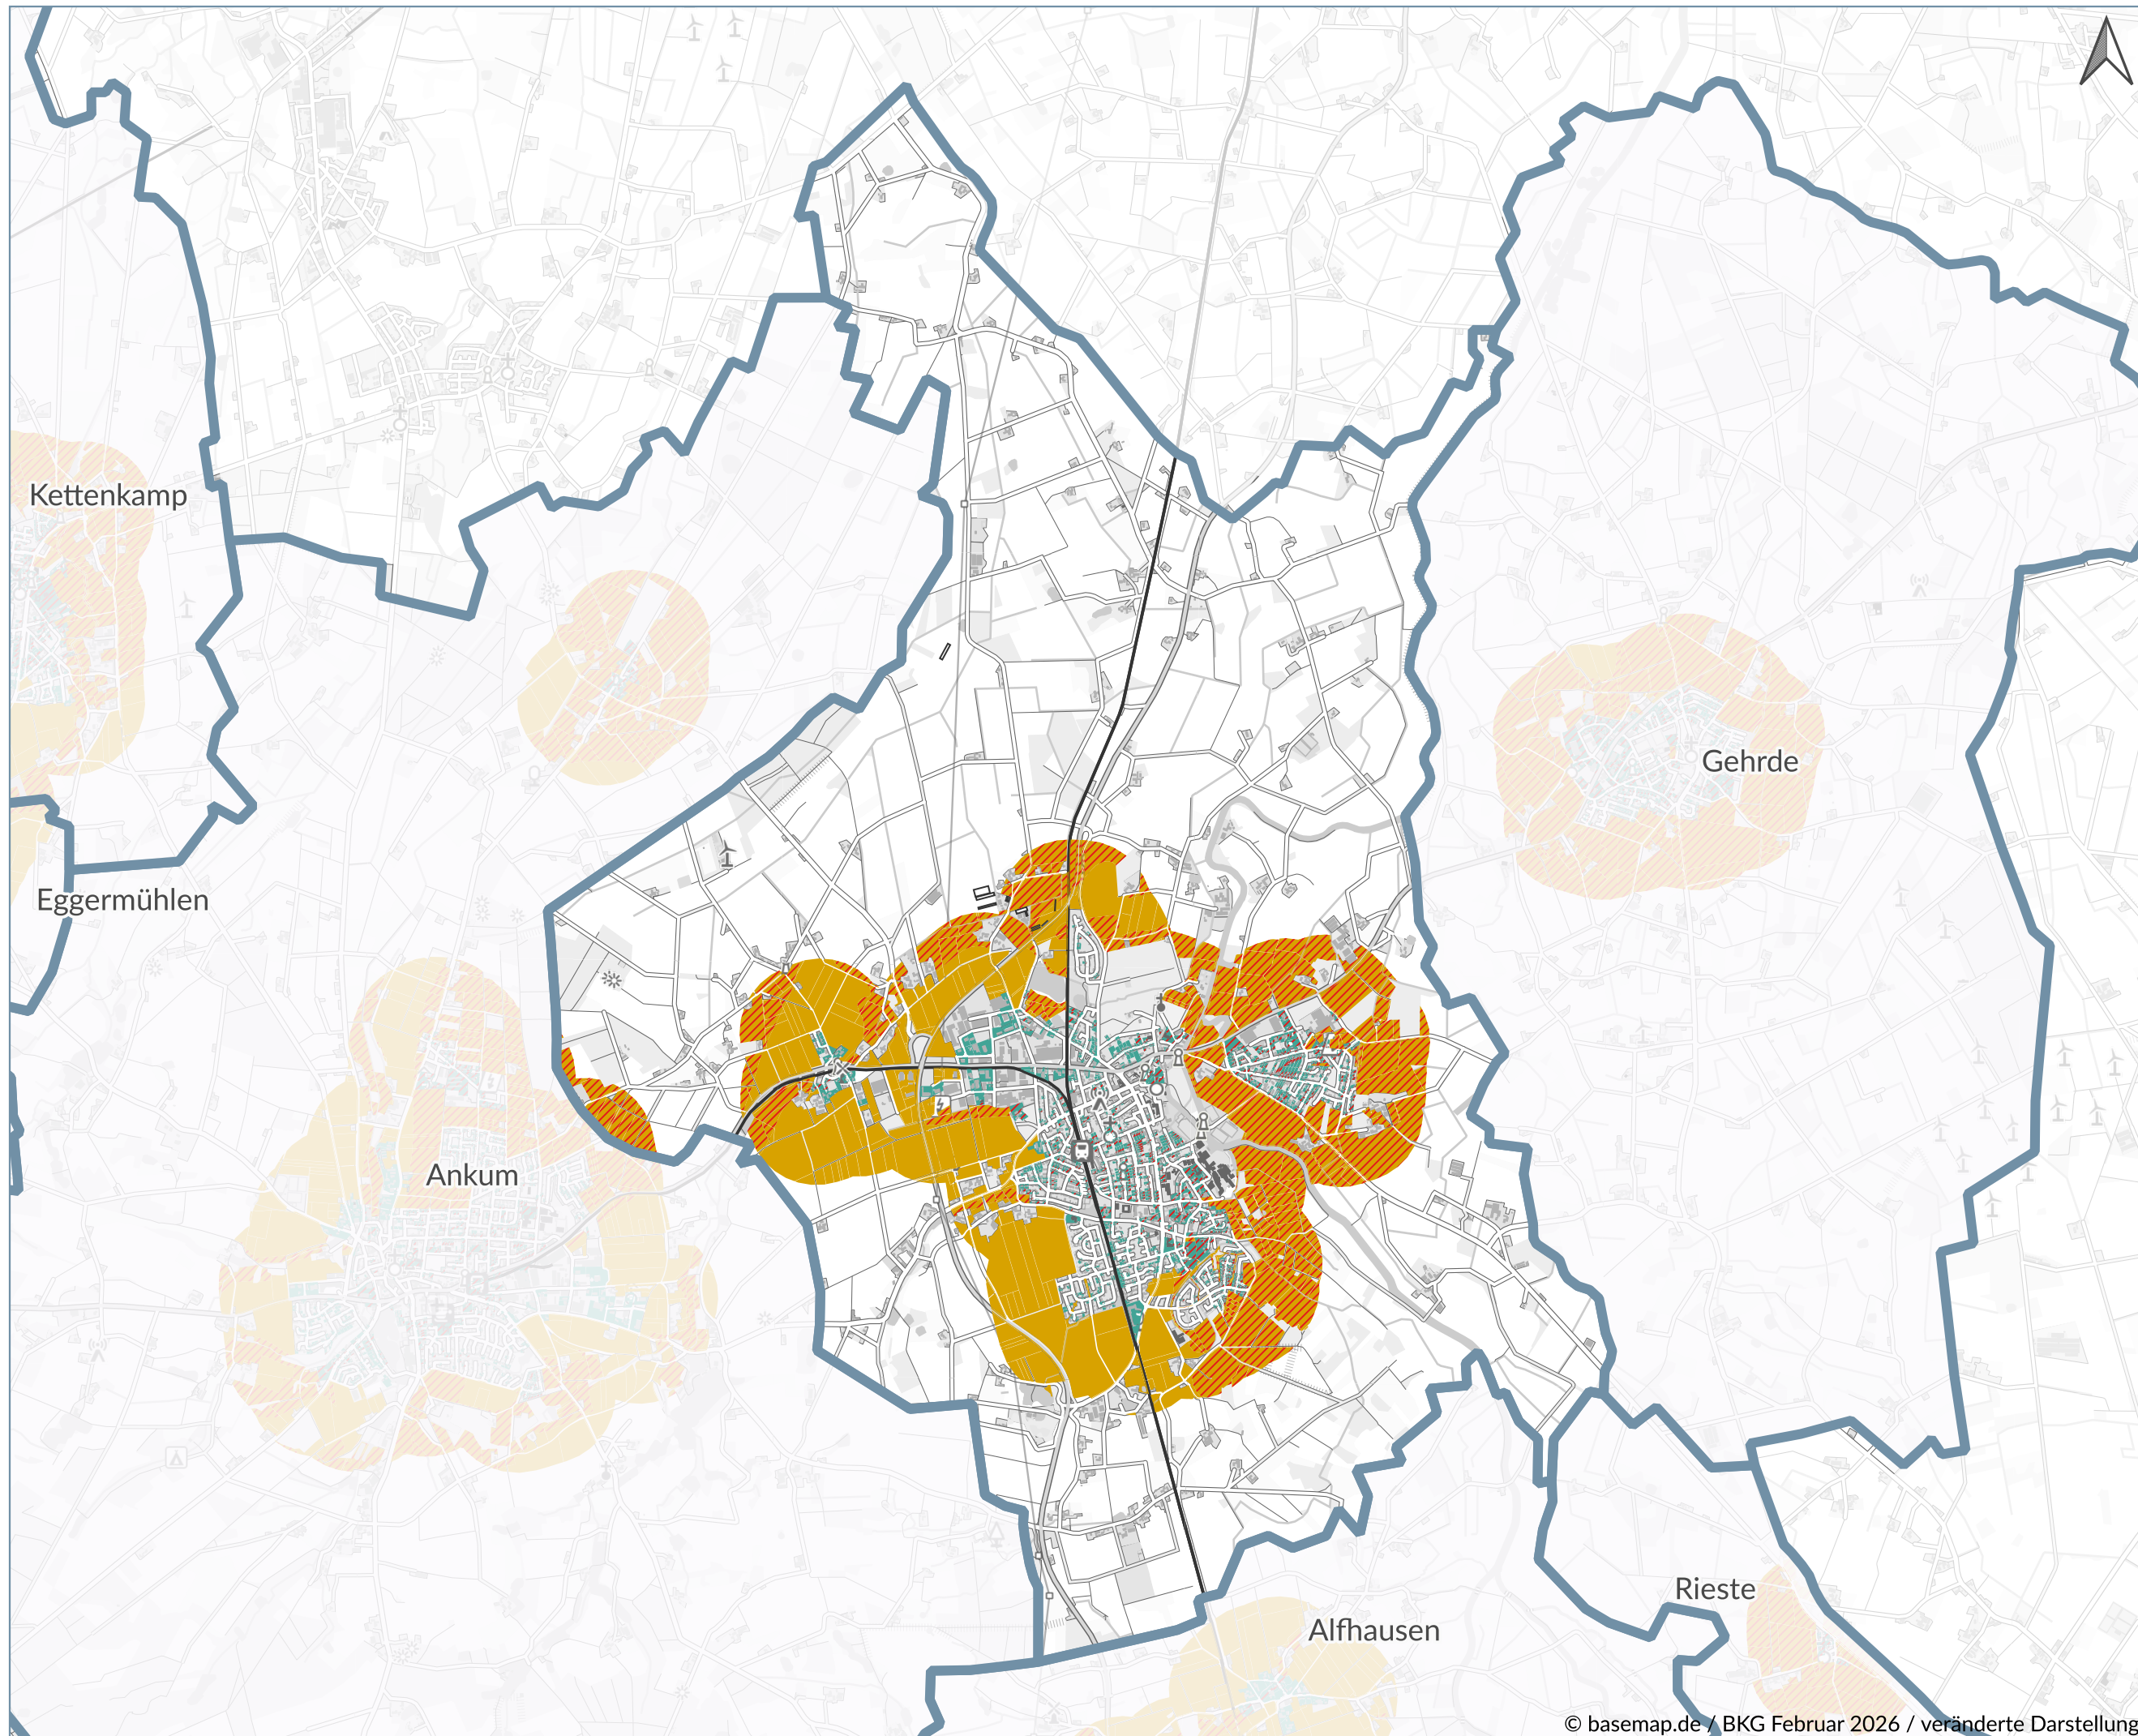 Kettenkamp
Gehrde
Eggermühlen
Ankum
Rieste
Alfhausen
© basemap.de / BKG Februar 2026 / veränderte Darstellung